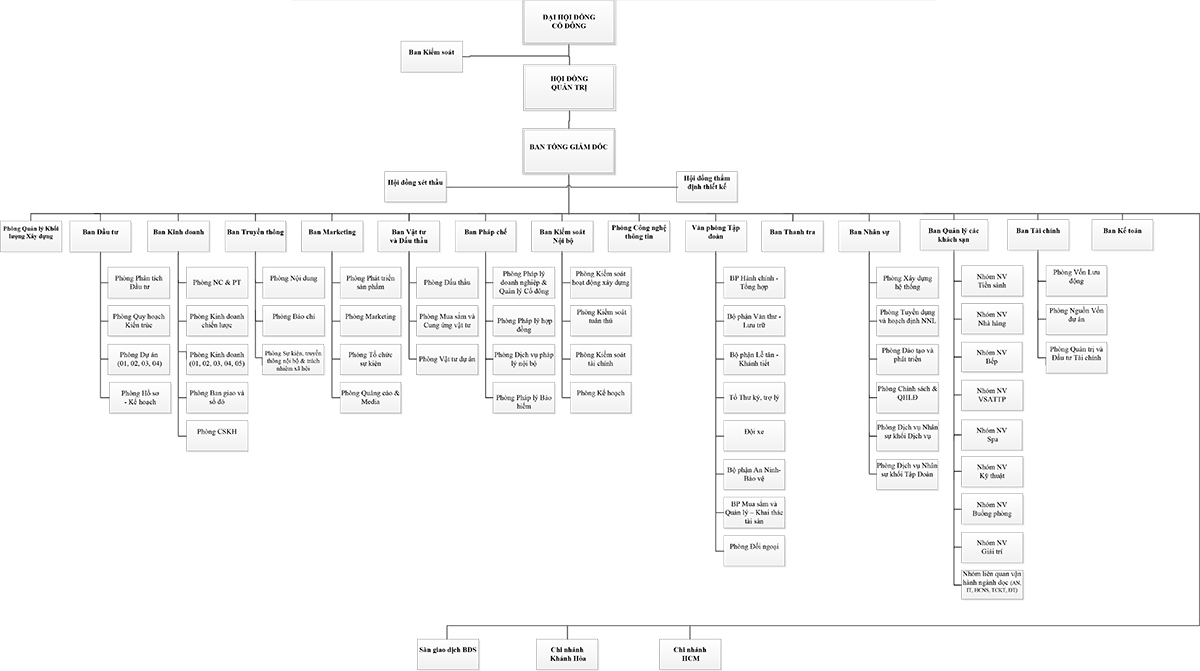 ĐẠI HỘI ĐỒNG
CỔ ĐÔNG
Ban Kiểm soát
HỘI ĐỒNG
QUẢN TRỊ
BAN TỔNG GIÁM ĐỐC
Hội đồng xét thầu
Hội đồng thẩm
định thiết kế
Phòng Quản lý Khối
lượng Xây dựng
Ban Đầu tư
Ban Kinh doanh
Ban Truyền thông
Ban Marketing
Ban Vật tư
và Đấu thầu
Ban Pháp chế
Ban Kiểm soát
Nội bộ
Phòng Công nghệ
thông tin
Văn phòng Tập
đoàn
Ban Thanh tra
Ban Nhân sự
Ban Quản lý các
khách sạn
Ban Tài chính
Ban Kế toán
Phòng Phân tích
Đầu tư
Phòng Quy hoạch
Kiến trúc
Phòng Dự án
(01, 02, 03, 04)
Phòng Hồ sơ
- Kế hoạch
Phòng NC & PT
Phòng Kinh doanh
chiến lược
Phòng Kinh doanh
(01, 02, 03, 04, 05)
Phòng Bàn giao và
sổ đỏ
Phòng CSKH
Phòng Nội dung
Phòng Báo chí
Phòng Sự kiện, truyền
thông nội bộ & trách
nhiệm xã hội
Phòng Phát triển
sản phẩm
Phòng Marketing
Phòng Tổ chức
sự kiện
Phòng Quảng cáo &
Media
Phòng Đấu thầu
Phòng Mua sắm và
Cung ứng vật tư
Phòng Vật tư dự án
Phòng Pháp lý
doanh nghiệp &
Quản lý Cổ đông
Phòng Pháp lý hợp
đồng
Phòng Dịch vụ pháp
lý nội bộ
Phòng Pháp lý Bảo
hiểm
Phòng Kiểm soát
hoạt động xây dựng
Phòng Kiểm soát
tuân thủ
Phòng Kiểm soát
tài chính
Phòng Kế hoạch
BP Hành chính -
Tổng hợp
Bộ phận Văn thư -
Lưu trữ
Bộ phận Lễ tân -
Khánh tiết
Tổ Thư ký, trợ lý
Đội xe
Bộ phận An Ninh-
Bảo vệ
BP Mua sắm và
Quản lý – Khai thác
tài sản
Phòng Đối ngoại
Phòng Xây dựng
hệ thống
Phòng Tuyển dụng
và hoạch định NNL
Phòng Đào tạo và
phát triển
Phòng Chính sách &
QHLĐ
Phòng Dịch vụ Nhân
sự khối Dịch vụ
Phòng Dịch vụ Nhân
sự khối Tập Đoàn
Nhóm NV
Tiền sảnh
Nhóm NV
Nhà hàng
Nhóm NV
Bếp
Nhóm NV
VSATTP
Nhóm NV
Spa
Nhóm NV
Kỹ thuật
Nhóm NV
Buồng phòng
Nhóm NV
Giải trí
Nhóm liên quan vận
hành ngành dọc (AN,
IT, HCNS, TCKT, ĐT)
Phòng Vốn Lưu
động
Phòng Nguồn Vốn
dự án
Phòng Quản trị và
Đầu tư Tài chính
Sàn giao dịch BĐS
Chi nhánh
Khánh Hòa
Chi nhánh
HCM